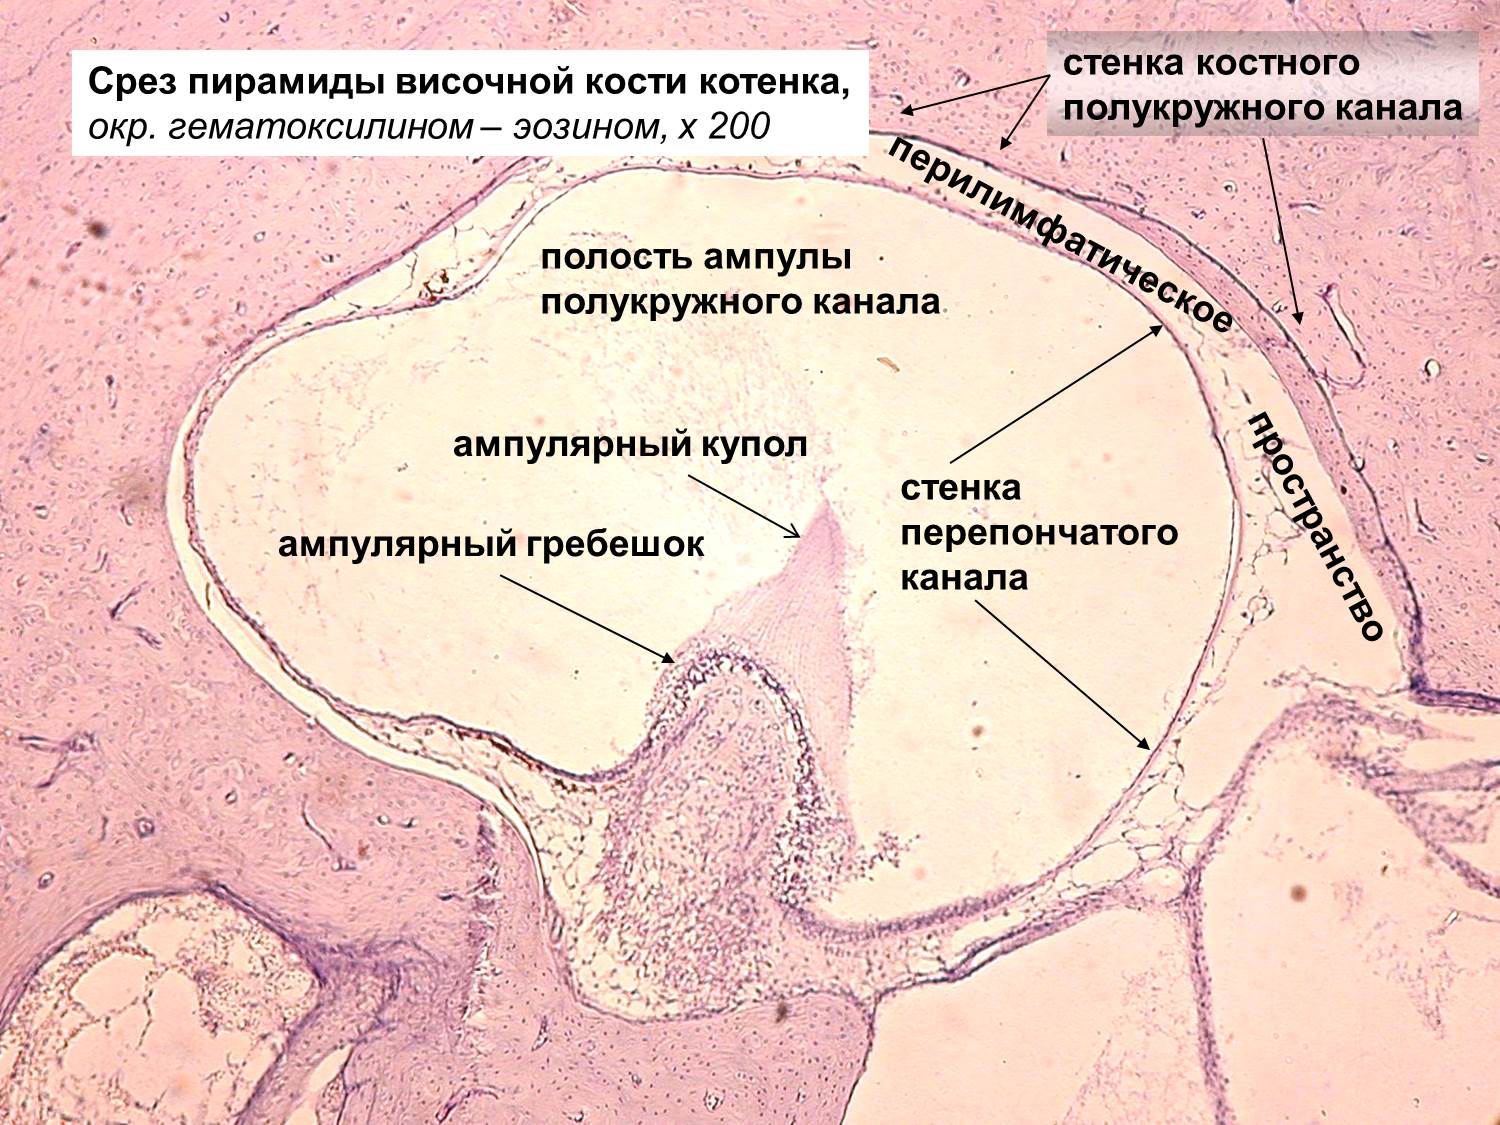 Срез пирамиды височной кости котенка,
окр. гематоксилином – эозином, х 200
стенка костного
полукружного канала
перилимфатическое
пространство
полость ампулы
полукружного канала
ампулярный купол
ампулярный гребешок
стенка
перепончатого
канала